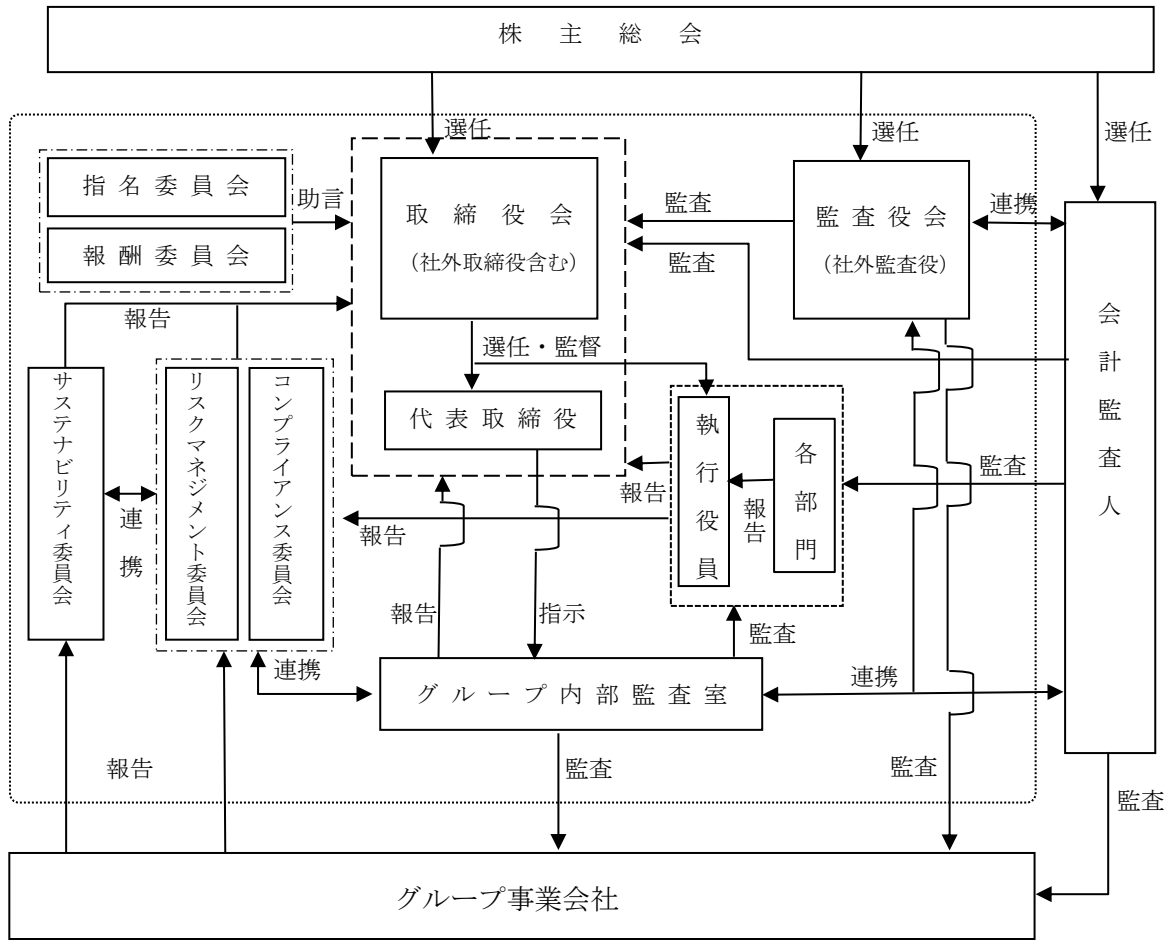 株主総会
選任
選任
選任
指名委員会
報酬委員会
助言
取締役会
(社外取締役含む)
監査
監査
監査役会
(社外監査役)
連携
会計監査人
報告
選任・監督
代表取締役
サステナビリティ委員会
連携
リスクマネジメント委員会
コンプライアンス委員会
執行役員
各部門
報告
報告
報告
監査
報告
指示
監査
連携
グループ内部監査室
連携
報告
監査
監査
監査
グループ事業会社